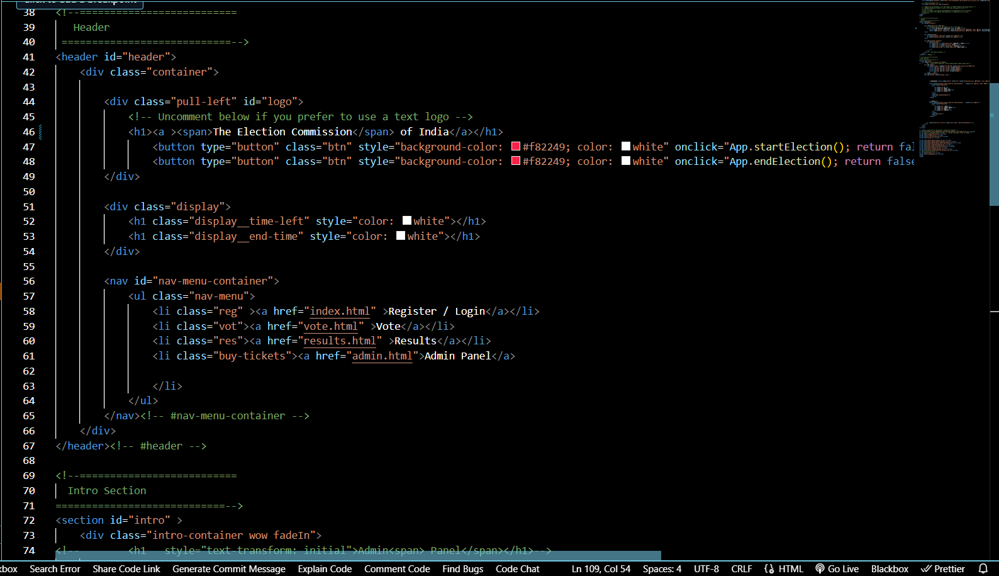 38 <!--==========================
39 Header
40 ============================-->
41 <header id="header">
42 <div class="container">
43
44 <div class="pull-left" id="logo">
45 <!-- Uncomment below if you prefer to use a text logo -->
46 <h1><a ><span>The Election Commission</span> of India</a></h1>
47 <button type="button" class="btn" style="background-color: #f82249; color: white" onclick="App.startElection(); return fal
48 <button type="button" class="btn" style="background-color: #f82249; color: white" onclick="App.endElection(); return false
49 </div>
50
51 <div class="display">
52 <h1 class="display__time-left" style="color: white"></h1>
53 <h1 class="display__end-time" style="color: white"></h1>
54 </div>
55
56 <nav id="nav-menu-container">
57 <ul class="nav-menu">
58 <li class="reg" ><a href="index.html" >Register / Login</a></li>
59 <li class="vot"><a href="vote.html" >Vote</a></li>
60 <li class="res"><a href="results.html" >Results</a></li>
61 <li class="buy-tickets"><a href="admin.html">Admin Panel</a>
62
63 </li>
64 </ul>
65 </nav><!-- #nav-menu-container -->
66 </div>
67 </header><!-- #header -->
68
69 <!--==========================
70 Intro Section
71 ============================-->
72 <section id="intro" >
73 <div class="intro-container wow fadeIn">
74 <!-- <h1 style="text-transform: initial">Admin<span> Panel</span></h1>-->
kbox Search Error Share Code Link Generate Commit Message Explain Code Comment Code Find Bugs Code Chat Ln 109, Col 54 Spaces: 4 UTF-8 CRLF HTML Go Live Blackbox Prettier